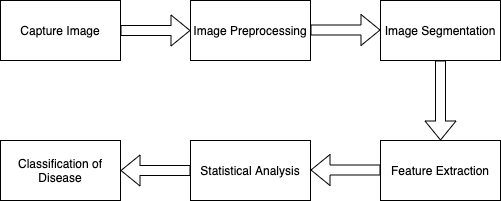 Capture Image
Image Preprocessing
Image Segmentation
Feature Extraction
Statistical Analysis
Classification of
Disease